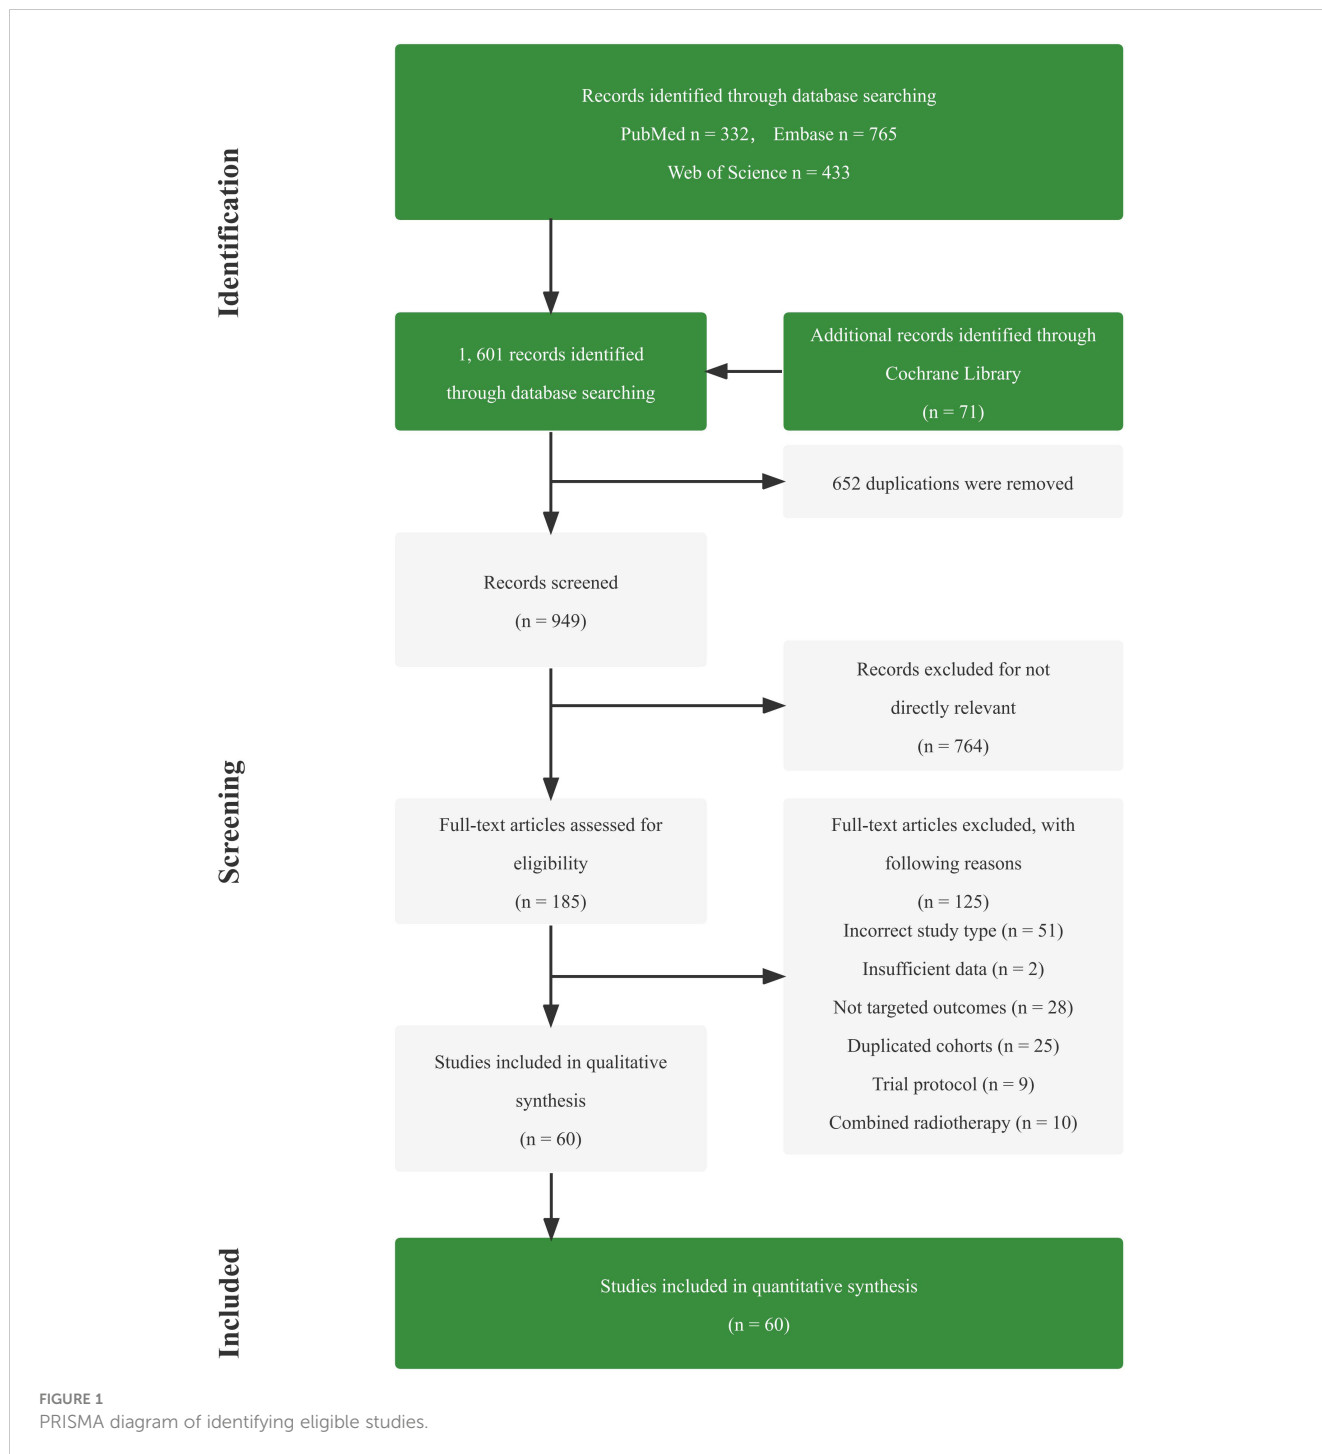 Identification
Records identified through database searching
PubMed n = 332, Embase n = 765
Web of Science n = 433
1, 601 records identified
through database searching
Additional records identified through
Cochrane Library
(n = 71)
652 duplications were removed
Screening
Records screened
(n = 949)
Records excluded for not
directly relevant
(n = 764)
Full-text articles assessed for
eligibility
(n = 185)
Full-text articles excluded, with
following reasons
(n = 125)
Incorrect study type (n = 51)
Insufficient data (n = 2)
Not targeted outcomes (n = 28)
Duplicated cohorts (n = 25)
Trial protocol (n = 9)
Combined radiotherapy (n = 10)
Studies included in qualitative
synthesis
(n = 60)
Included
Studies included in quantitative synthesis
(n = 60)
FIGURE 1
PRISMA diagram of identifying eligible studies.